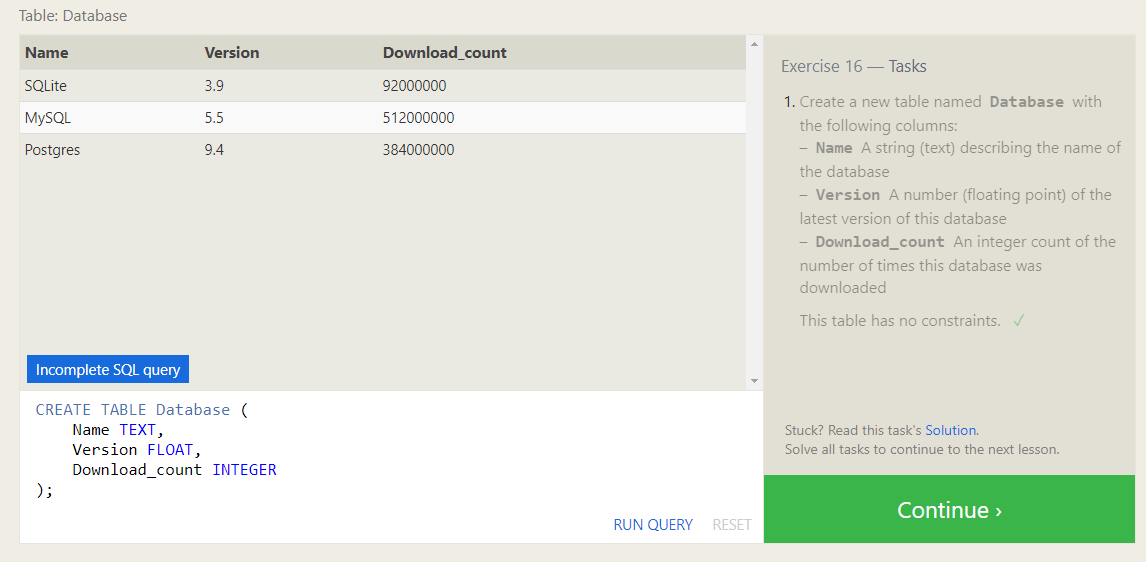 Table: Database
Name Version Download_count
SQLite 3.9 92000000
MySQL 5.5 512000000
Postgres 9.4 384000000
Incomplete SQL query
CREATE TABLE Database (
    Name TEXT,
    Version FLOAT,
    Download_count INTEGER
);
RUN QUERY RESET
Exercise 16 — Tasks
1. Create a new table named Database with
the following columns:
– Name A string (text) describing the name of
the database
– Version A number (floating point) of the
latest version of this database
– Download_count An integer count of the
number of times this database was
downloaded
This table has no constraints. ✓
Stuck? Read this task's Solution.
Solve all tasks to continue to the next lesson.
Continue ›